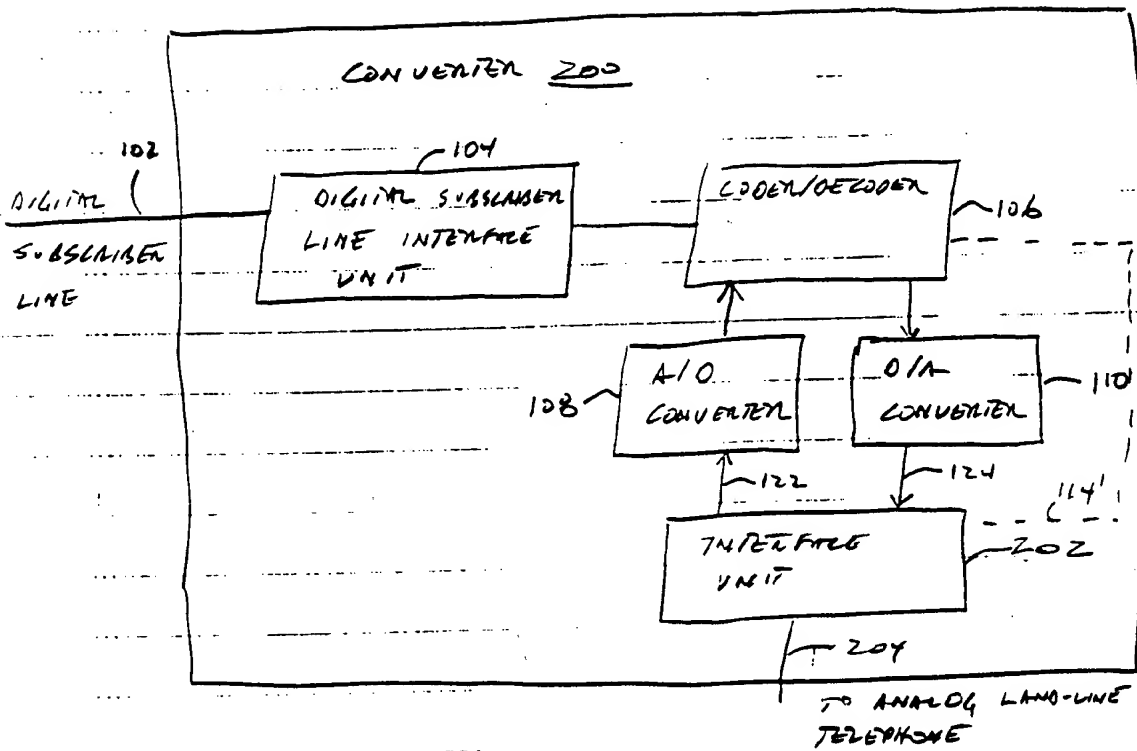 CONVERTER 200
102
104
DIGITAL
SUBSCRIBER
LINE
DIGITAL SUBSCRIBER
LINE INTERFACE
UNIT
CODER/DECODER
106
A/D
CONVERTER
108
D/A
CONVERTER
110
122
124
114'
INTERFACE
UNIT
202
204
TO ANALOG LAND-LINE
TELEPHONE